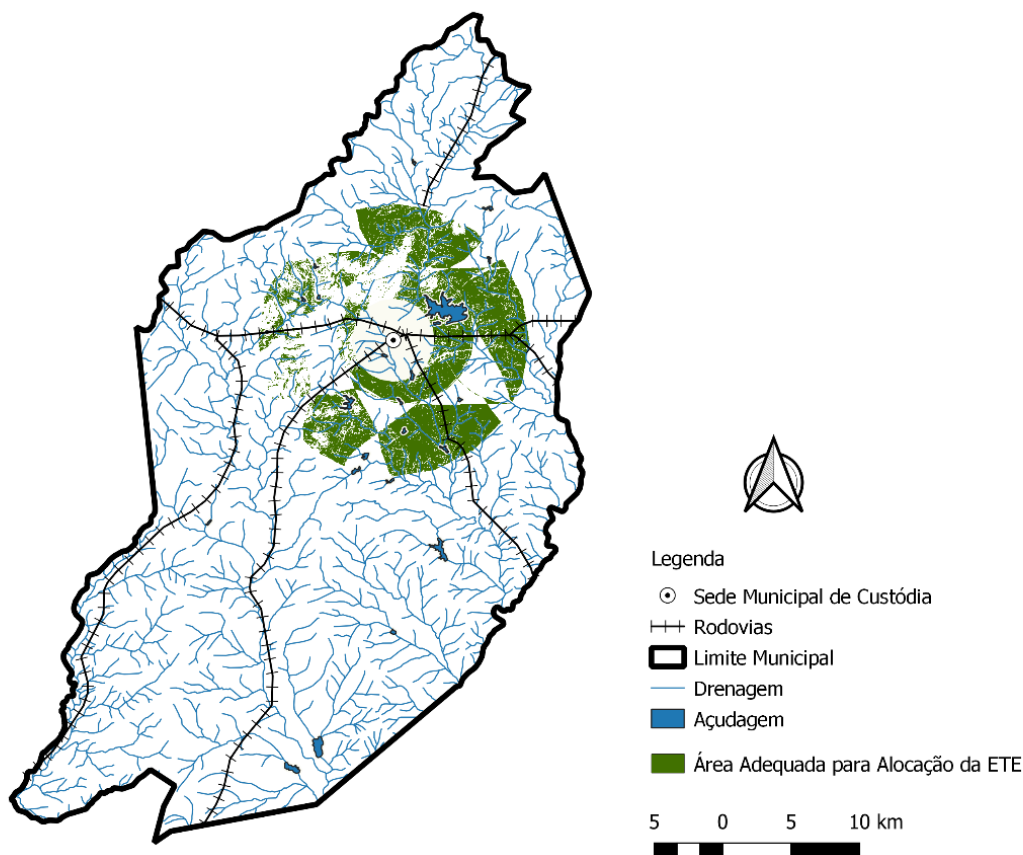 Legenda
Sede Municipal de Custódia
Rodovias
Limite Municipal
Drenagem
Açudagem
Área Adequada para Alocação da ETE
5 0 5 10 km